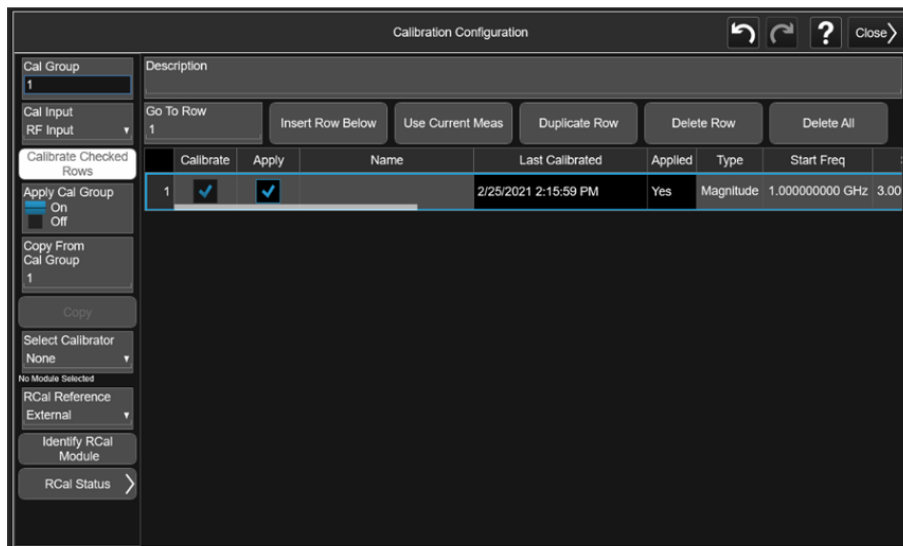 Calibration Configuration
?
Close
Cal Group
1
Description
Cal Input
RF Input
Go To Row
1
Insert Row Below
Use Current Meas
Duplicate Row
Delete Row
Delete All
Calibrate Checked
Rows
Calibrate Apply Name Last Calibrated Applied Type Start Freq
1 2/25/2021 2:15:59 PM Yes Magnitude 1.000000000 GHz 3.00
Apply Cal Group
On
Off
Copy From
Cal Group
1
Copy
Select Calibrator
None
No Module Selected
RCal Reference
External
Identify RCal
Module
RCal Status